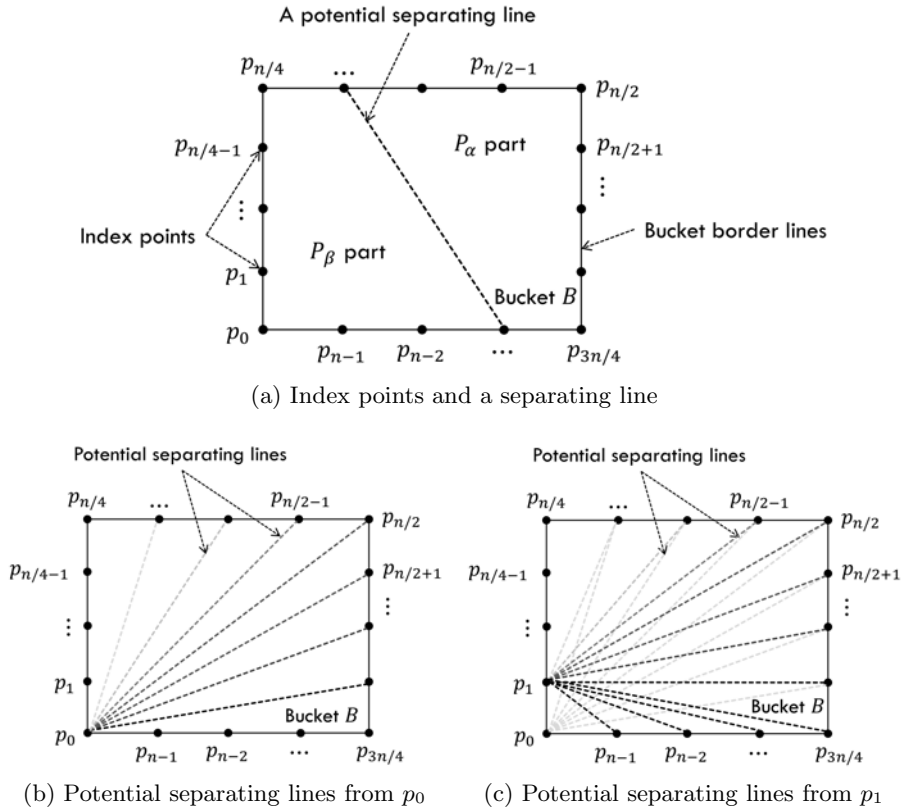 A potential separating line
p_{n/4} ... p_{n/2-1} p_{n/2}
P_α part
p_{n/4-1} p_{n/2+1}
⋮ ⋮
Index points Bucket border lines
P_β part
p_1
Bucket B
p_0
p_{n-1} p_{n-2} ... p_{3n/4}
(a) Index points and a separating line
Potential separating lines
p_{n/4} ... p_{n/2-1} p_{n/2}
p_{n/4-1} p_{n/2+1}
⋮ ⋮
p_1
Bucket B
p_0
p_{n-1} p_{n-2} ... p_{3n/4}
(b) Potential separating lines from p_0
Potential separating lines
p_{n/4} ... p_{n/2-1} p_{n/2}
p_{n/4-1} p_{n/2+1}
⋮ ⋮
p_1
Bucket B
p_0
p_{n-1} p_{n-2} ... p_{3n/4}
(c) Potential separating lines from p_1